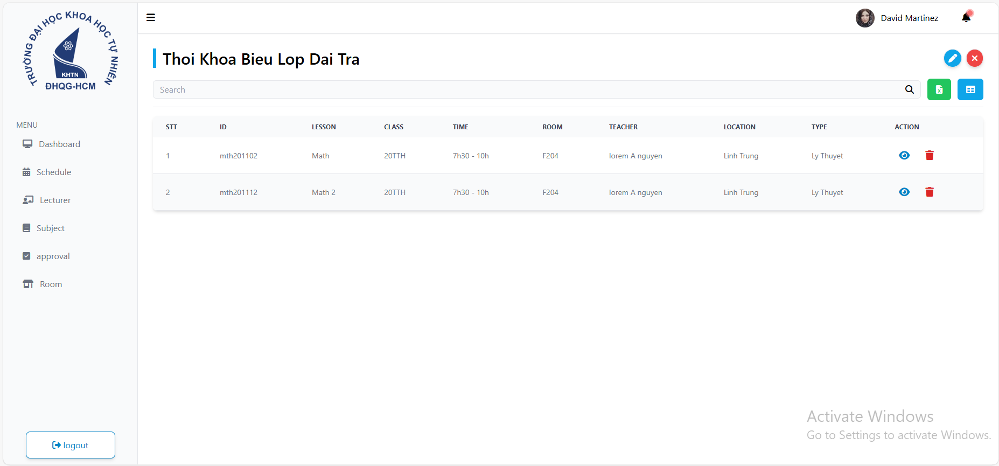 TRƯỜNG ĐẠI HỌC KHOA HỌC TỰ NHIÊN
KHTN
ĐHQG-HCM
MENU
Dashboard
Schedule
Lecturer
Subject
approval
Room
logout
David Martinez
Thoi Khoa Bieu Lop Dai Tra
Search
STT ID LESSON CLASS TIME ROOM TEACHER LOCATION TYPE ACTION
1 mth201102 Math 20TTH 7h30 - 10h F204 lorem A nguyen Linh Trung Ly Thuyet
2 mth201112 Math 2 20TTH 7h30 - 10h F204 lorem A nguyen Linh Trung Ly Thuyet
Activate Windows
Go to Settings to activate Windows.